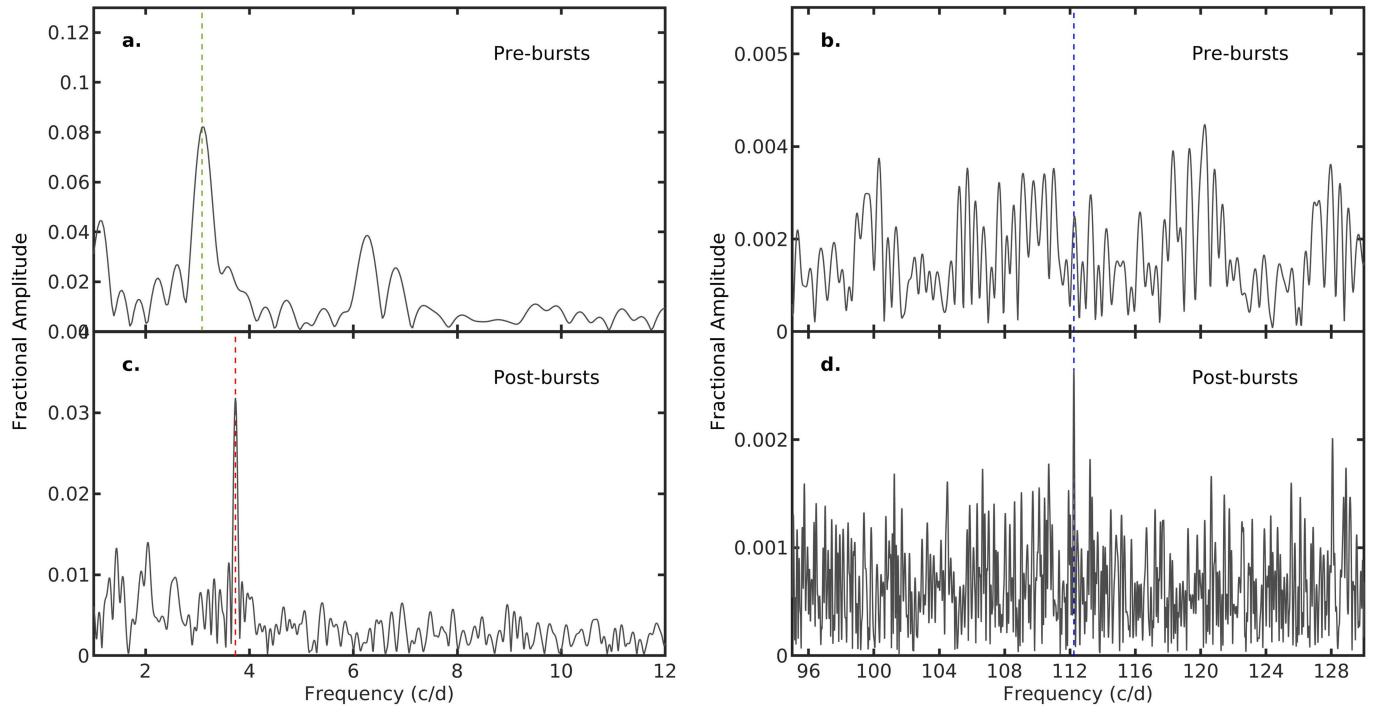 a.
Pre-bursts
0.12
0.1
0.08
0.06
0.04
0.02
0.00
Fractional Amplitude
c.
Post-bursts
0.04
0.03
0.02
0.01
0
2 4 6 8 10 12
Frequency (c/d)
b.
Pre-bursts
0.005
0.004
0.002
0
Fractional Amplitude
d.
Post-bursts
0.002
0.001
0
96 100 104 108 112 116 120 124 128
Frequency (c/d)